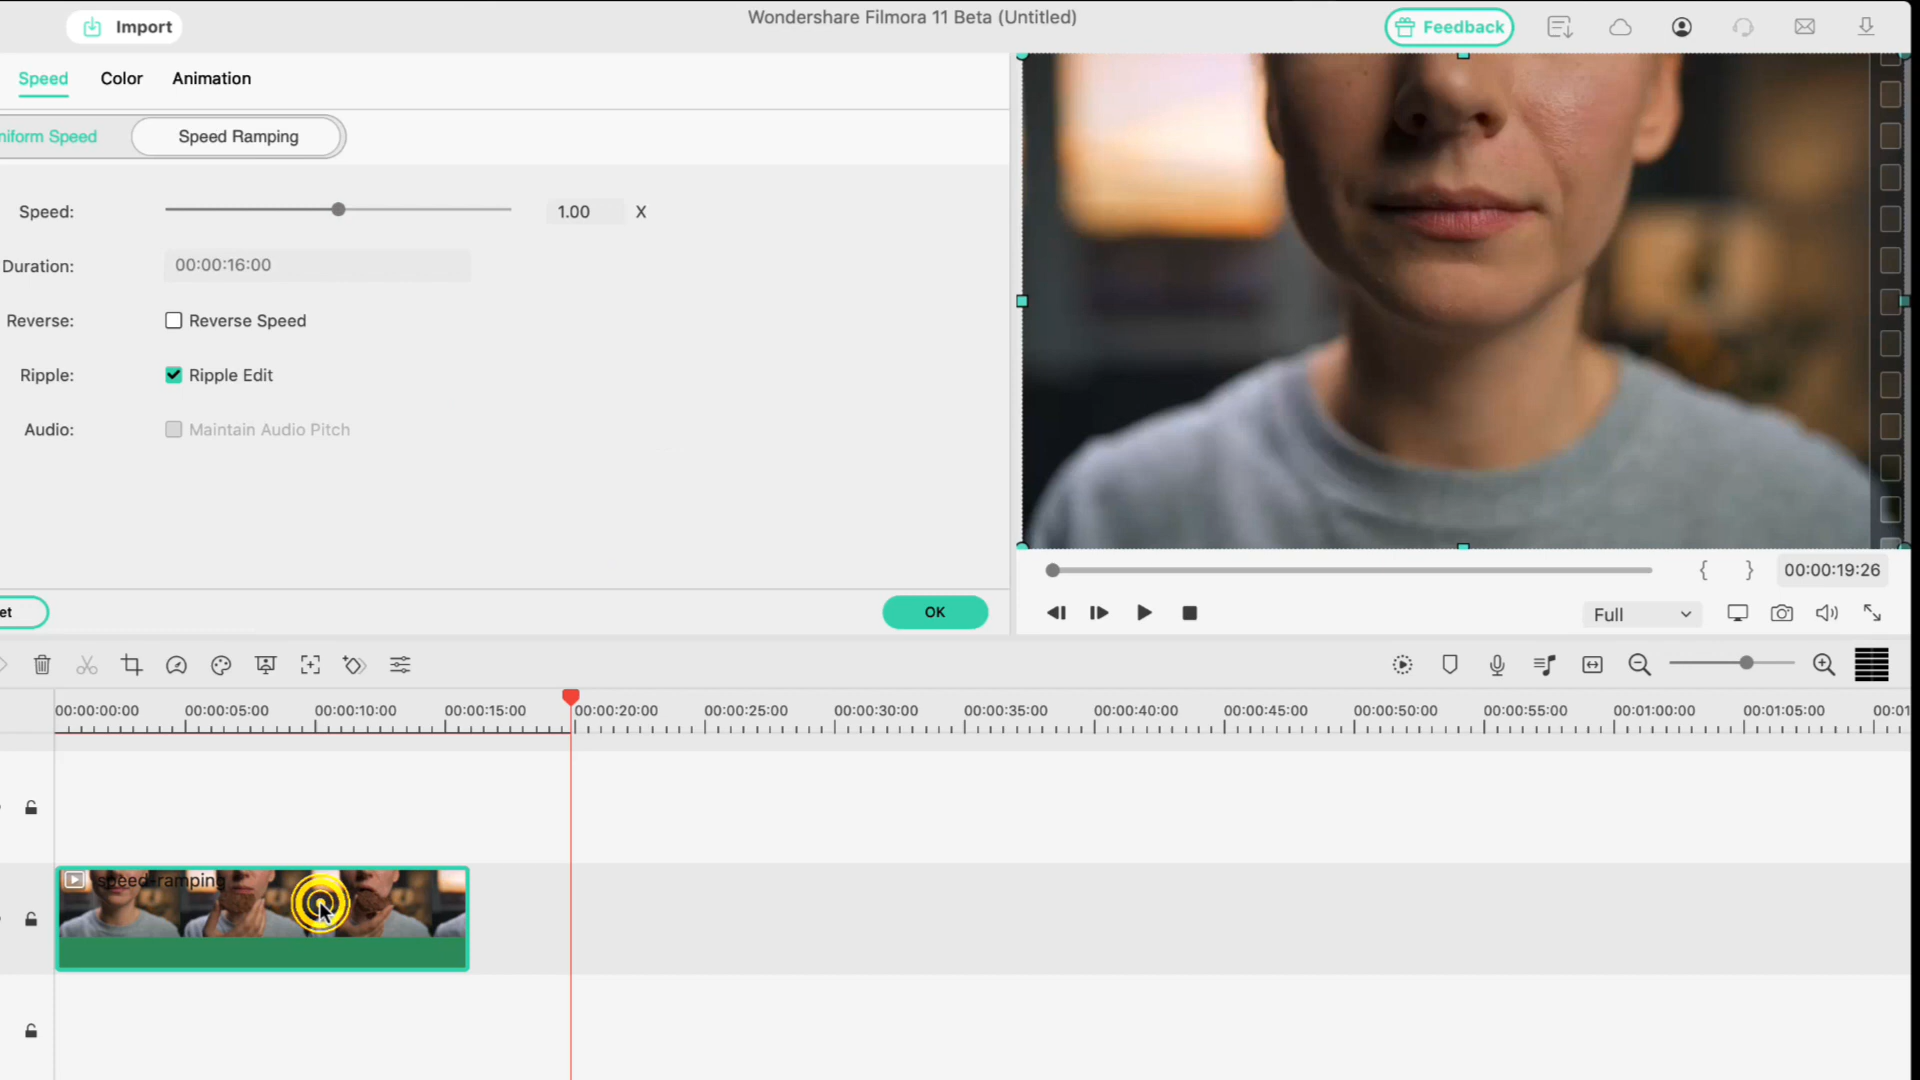 Import
Wondershare Filmora 11 Beta (Untitled)
Feedback
Speed Color Animation
niform Speed
Speed Ramping
Speed: 1.00 X
Duration: 00:00:16:00
Reverse: Reverse Speed
Ripple: Ripple Edit
Audio: Maintain Audio Pitch
{ } 00:00:19:26
et
OK
Full
00:00:00:00 00:00:05:00 00:00:10:00 00:00:15:00 00:00:20:00 00:00:25:00 00:00:30:00 00:00:35:00 00:00:40:00 00:00:45:00 00:00:50:00 00:00:55:00 00:01:00:00 00:01:05:00 00:01
speed-ramping